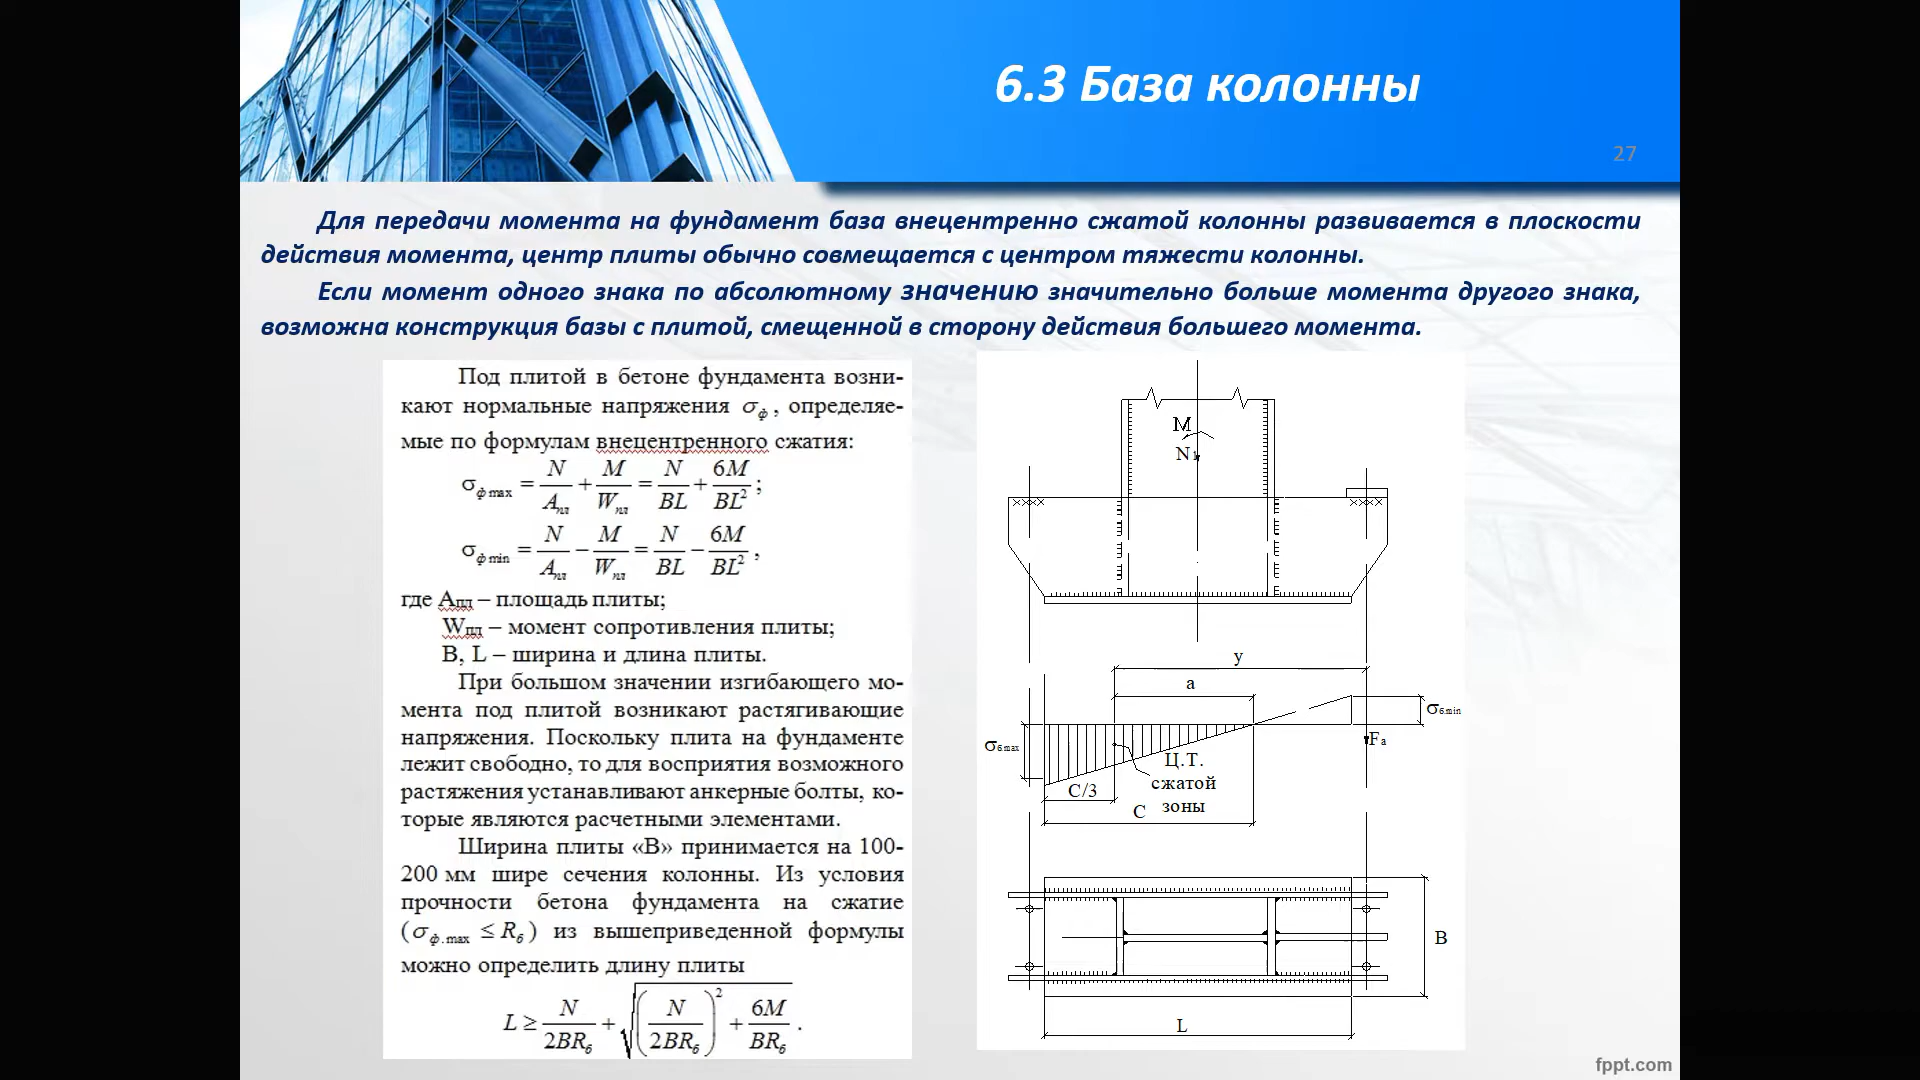 6.3 База колонны
27
Для передачи момента на фундамент база внецентренно сжатой колонны развивается в плоскости
действия момента, центр плиты обычно совмещается с центром тяжести колонны.
Если момент одного знака по абсолютному значению значительно больше момента другого знака,
возможна конструкция базы с плитой, смещенной в сторону действия большего момента.
Под плитой в бетоне фундамента возни-
кают нормальные напряжения σф, определяе-
мые по формулам внецентренного сжатия:
σф max = N/Aпл + M/Wпл = N/BL + 6M/BL²;
σф min = N/Aпл − M/Wпл = N/BL − 6M/BL²,
где Апл – площадь плиты;
Wпл – момент сопротивления плиты;
B, L – ширина и длина плиты.
При большом значении изгибающего мо-
мента под плитой возникают растягивающие
напряжения. Поскольку плита на фундаменте
лежит свободно, то для восприятия возможного
растяжения устанавливают анкерные болты, ко-
торые являются расчетными элементами.
Ширина плиты «В» принимается на 100-
200 мм шире сечения колонны. Из условия
прочности бетона фундамента на сжатие
(σф.max ≤ Rб) из вышеприведенной формулы
можно определить длину плиты
L ≥ N/2BRб + √((N/2BRб)² + 6M/BRб).
M
N
y
a
σб.min
σб.max
Fa
Ц.Т.
сжатой
зоны
C/3
C
B
L
fppt.com